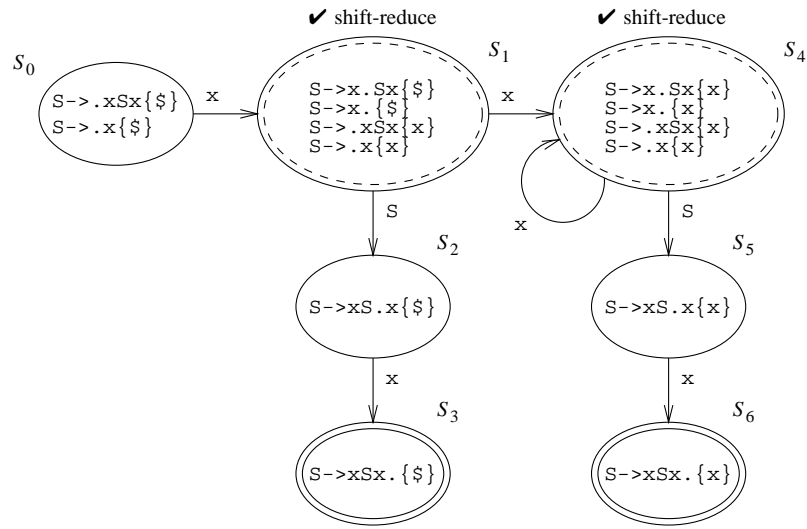 ✔ shift-reduce
✔ shift-reduce
S0
S->.xSx{$}
S->.x{$}
x
S1
S->x.Sx{$}
S->x.{$}
S->.xSx{x}
S->.x{x}
x
S4
S->x.Sx{x}
S->x.{x}
S->.xSx{x}
S->.x{x}
x
S
S
S2
S->xS.x{$}
S5
S->xS.x{x}
x
x
S3
S->xSx.{$}
S6
S->xSx.{x}